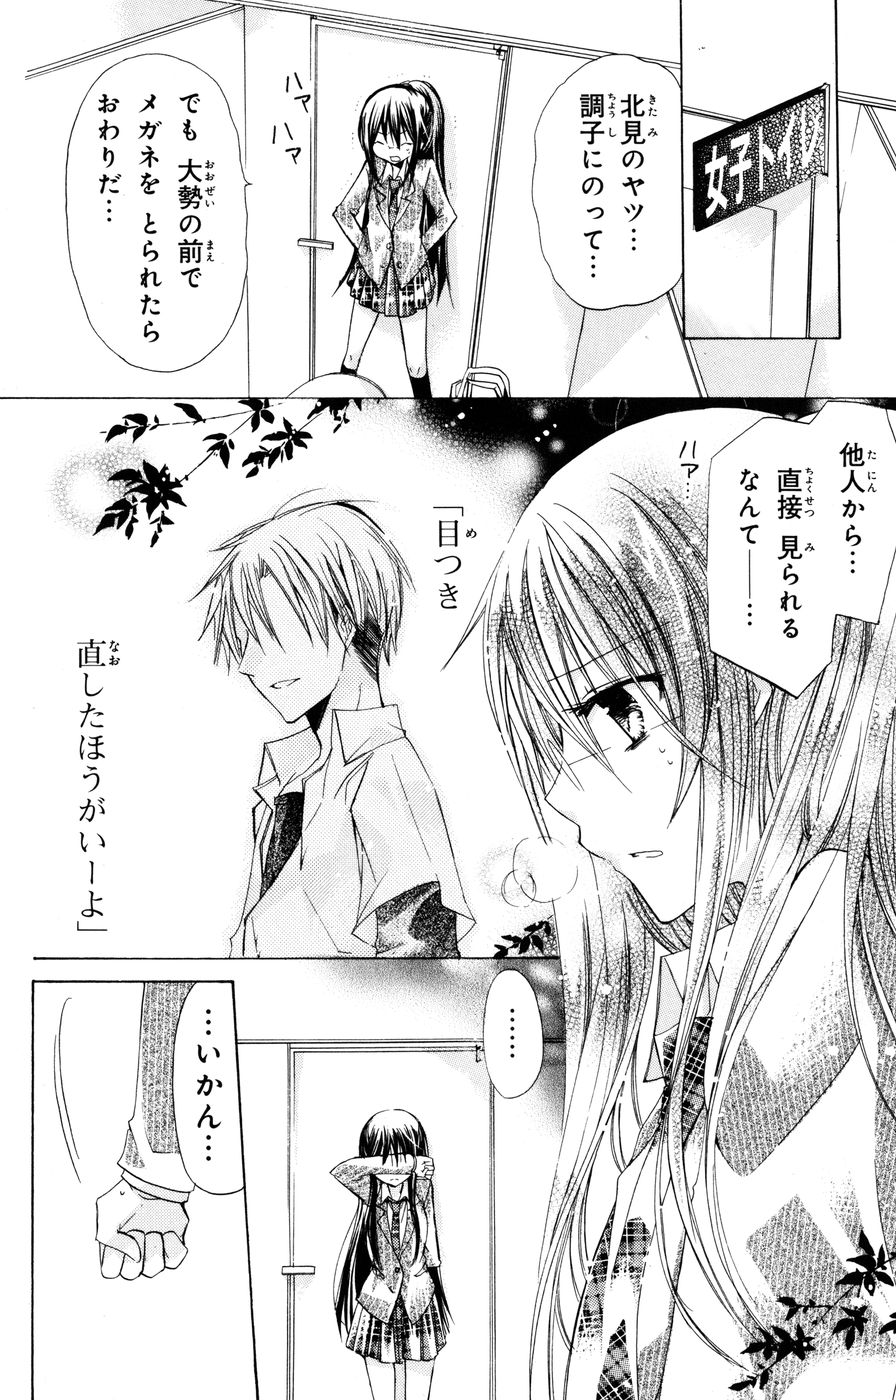 女子トイレ
北見のヤツ…
調子にのって…
ハァ
ハァ
でも 大勢の前で
メガネを とられたら
おわりだ…
他人から…
直接 見られる
なんて――…
ハァ…
「目つき
直したほうがいーよ」
……
…いかん…